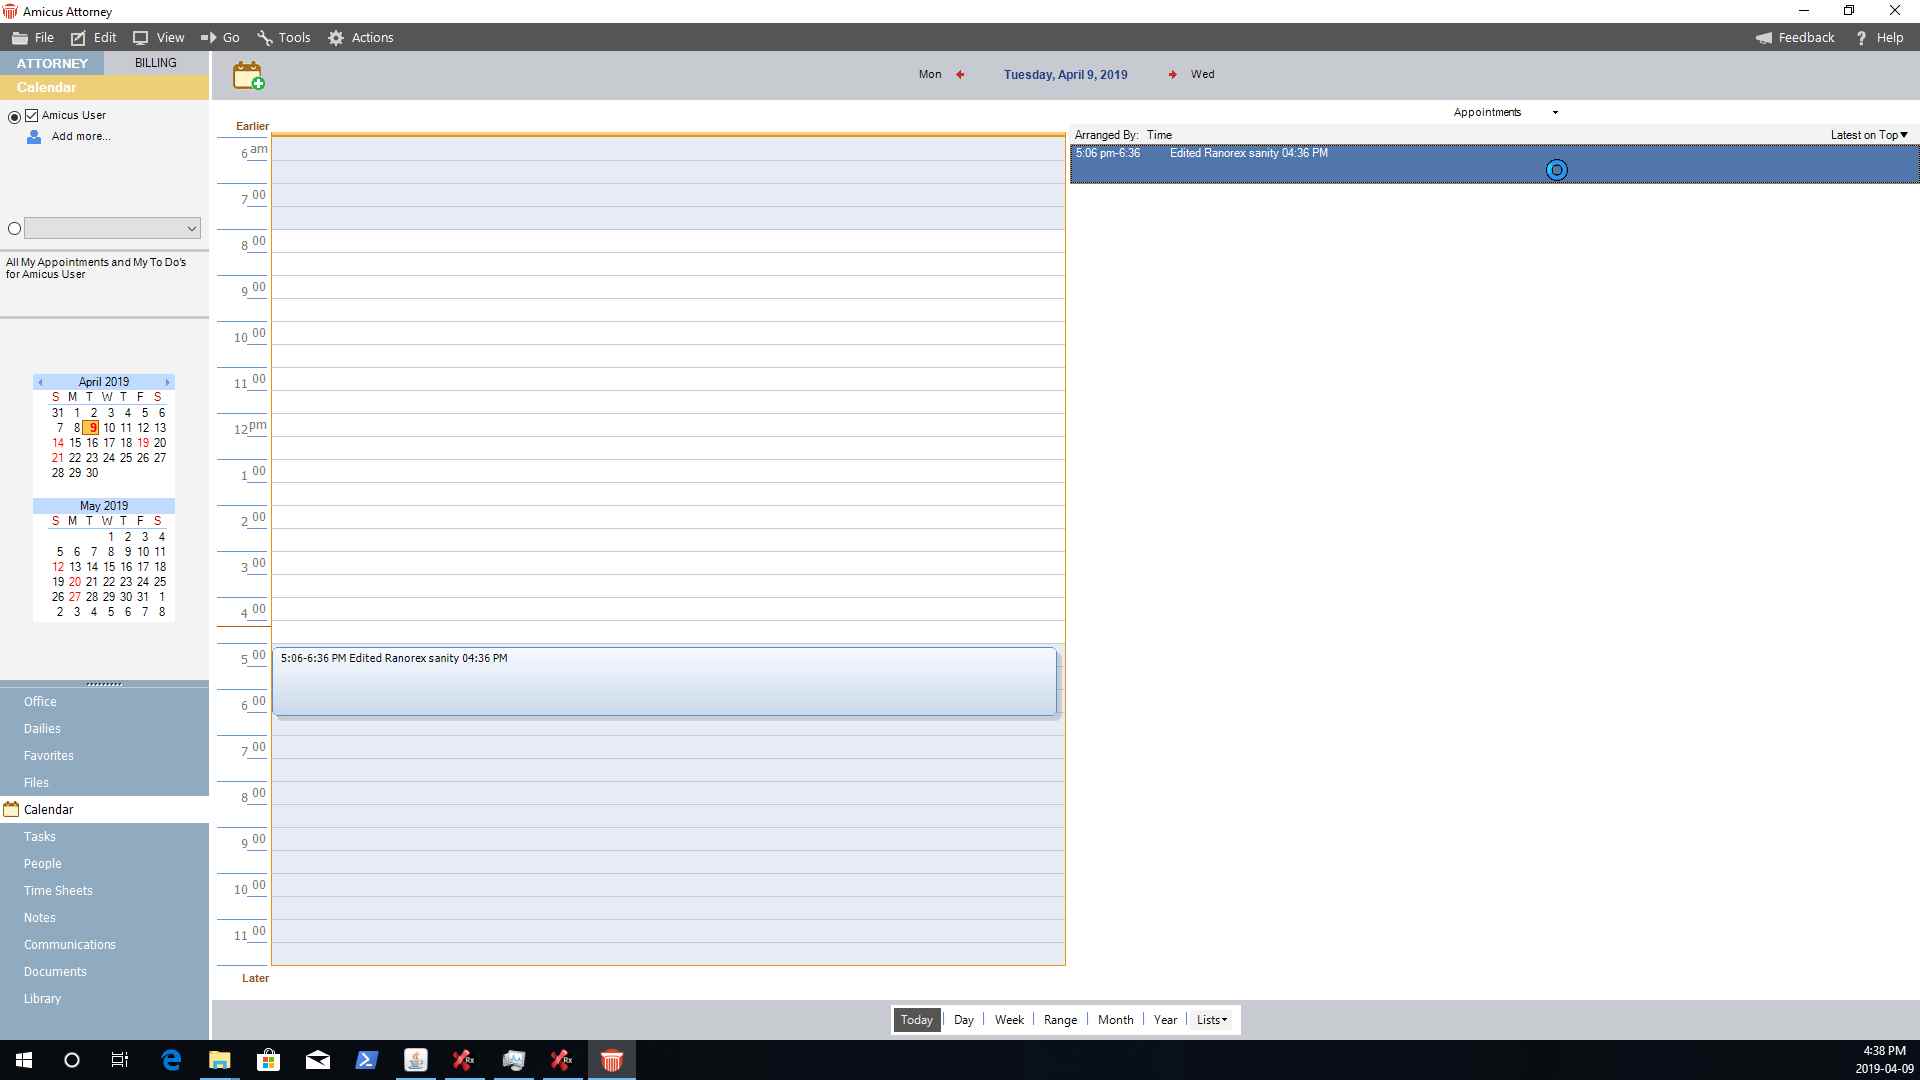 Amicus Attorney
File Edit View Go Tools Actions Feedback Help
ATTORNEY BILLING
Calendar
Amicus User
Add more...
All My Appointments and My To Do's
for Amicus User
April 2019
S M T W T F S
31 1 2 3 4 5 6
7 8 9 10 11 12 13
14 15 16 17 18 19 20
21 22 23 24 25 26 27
28 29 30
May 2019
S M T W T F S
1 2 3 4
5 6 7 8 9 10 11
12 13 14 15 16 17 18
19 20 21 22 23 24 25
26 27 28 29 30 31 1
2 3 4 5 6 7 8
Office
Dailies
Favorites
Files
Calendar
Tasks
People
Time Sheets
Notes
Communications
Documents
Library
Mon Tuesday, April 9, 2019 Wed
Earlier
6 am
7 00
8 00
9 00
10 00
11 00
12 pm
1 00
2 00
3 00
4 00
5 00
5:06-6:36 PM Edited Ranorex sanity 04:36 PM
6 00
7 00
8 00
9 00
10 00
11 00
Later
Appointments
Arranged By: Time Latest on Top
5:06 pm-6:36 Edited Ranorex sanity 04:36 PM
Today Day Week Range Month Year Lists
4:38 PM
2019-04-09